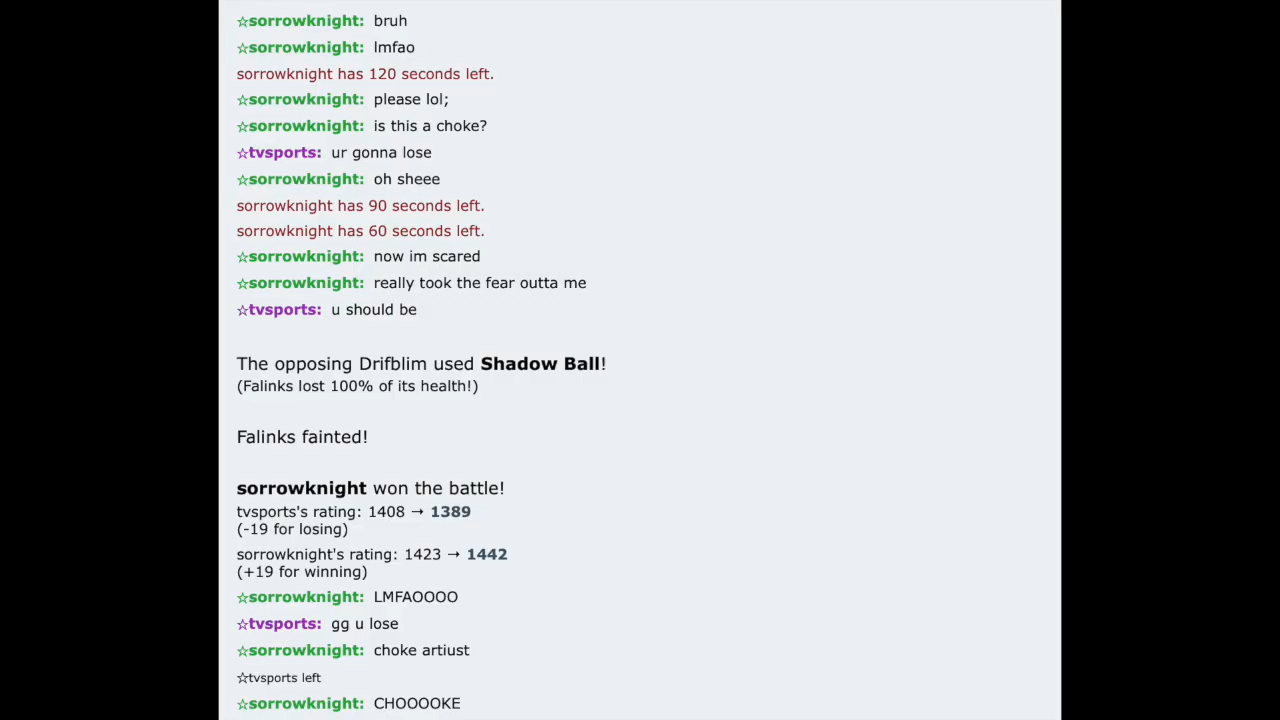 ☆sorrowknight: bruh
☆sorrowknight: lmfao
sorrowknight has 120 seconds left.
☆sorrowknight: please lol;
☆sorrowknight: is this a choke?
☆tvsports: ur gonna lose
☆sorrowknight: oh sheee
sorrowknight has 90 seconds left.
sorrowknight has 60 seconds left.
☆sorrowknight: now im scared
☆sorrowknight: really took the fear outta me
☆tvsports: u should be
The opposing Drifblim used Shadow Ball!
(Falinks lost 100% of its health!)
Falinks fainted!
sorrowknight won the battle!
tvsports's rating: 1408 → 1389
(-19 for losing)
sorrowknight's rating: 1423 → 1442
(+19 for winning)
☆sorrowknight: LMFAOOOO
☆tvsports: gg u lose
☆sorrowknight: choke artiust
☆tvsports left
☆sorrowknight: CHOOOOKE